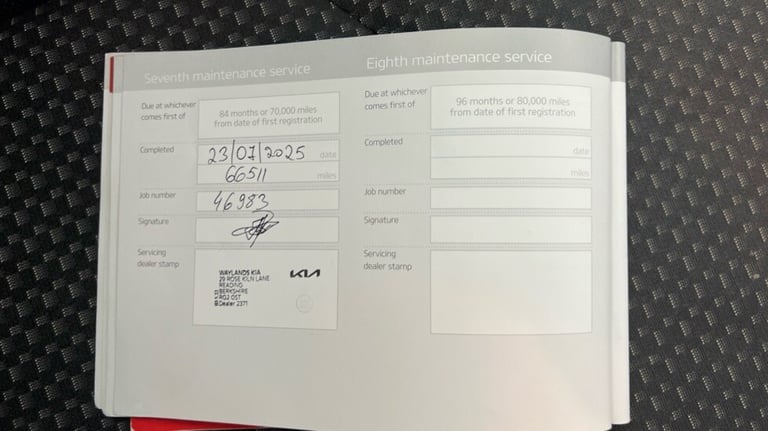 Seventh maintenance service
Due at whichever comes first of
84 months or 70,000 miles
from date of first registration
Completed
23/07/2025 date
66511 miles
Job number
46983
Signature
Servicing
dealer stamp
WAYLANDS KIA
29 ROSE KILN LANE
READING
BERKSHIRE
RG2 0ST
Dealer 2371
KIA
Eighth maintenance service
Due at whichever
comes first of
96 months or 80,000 miles
from date of first registration
Completed
date
miles
Job number
Signature
Servicing
dealer stamp